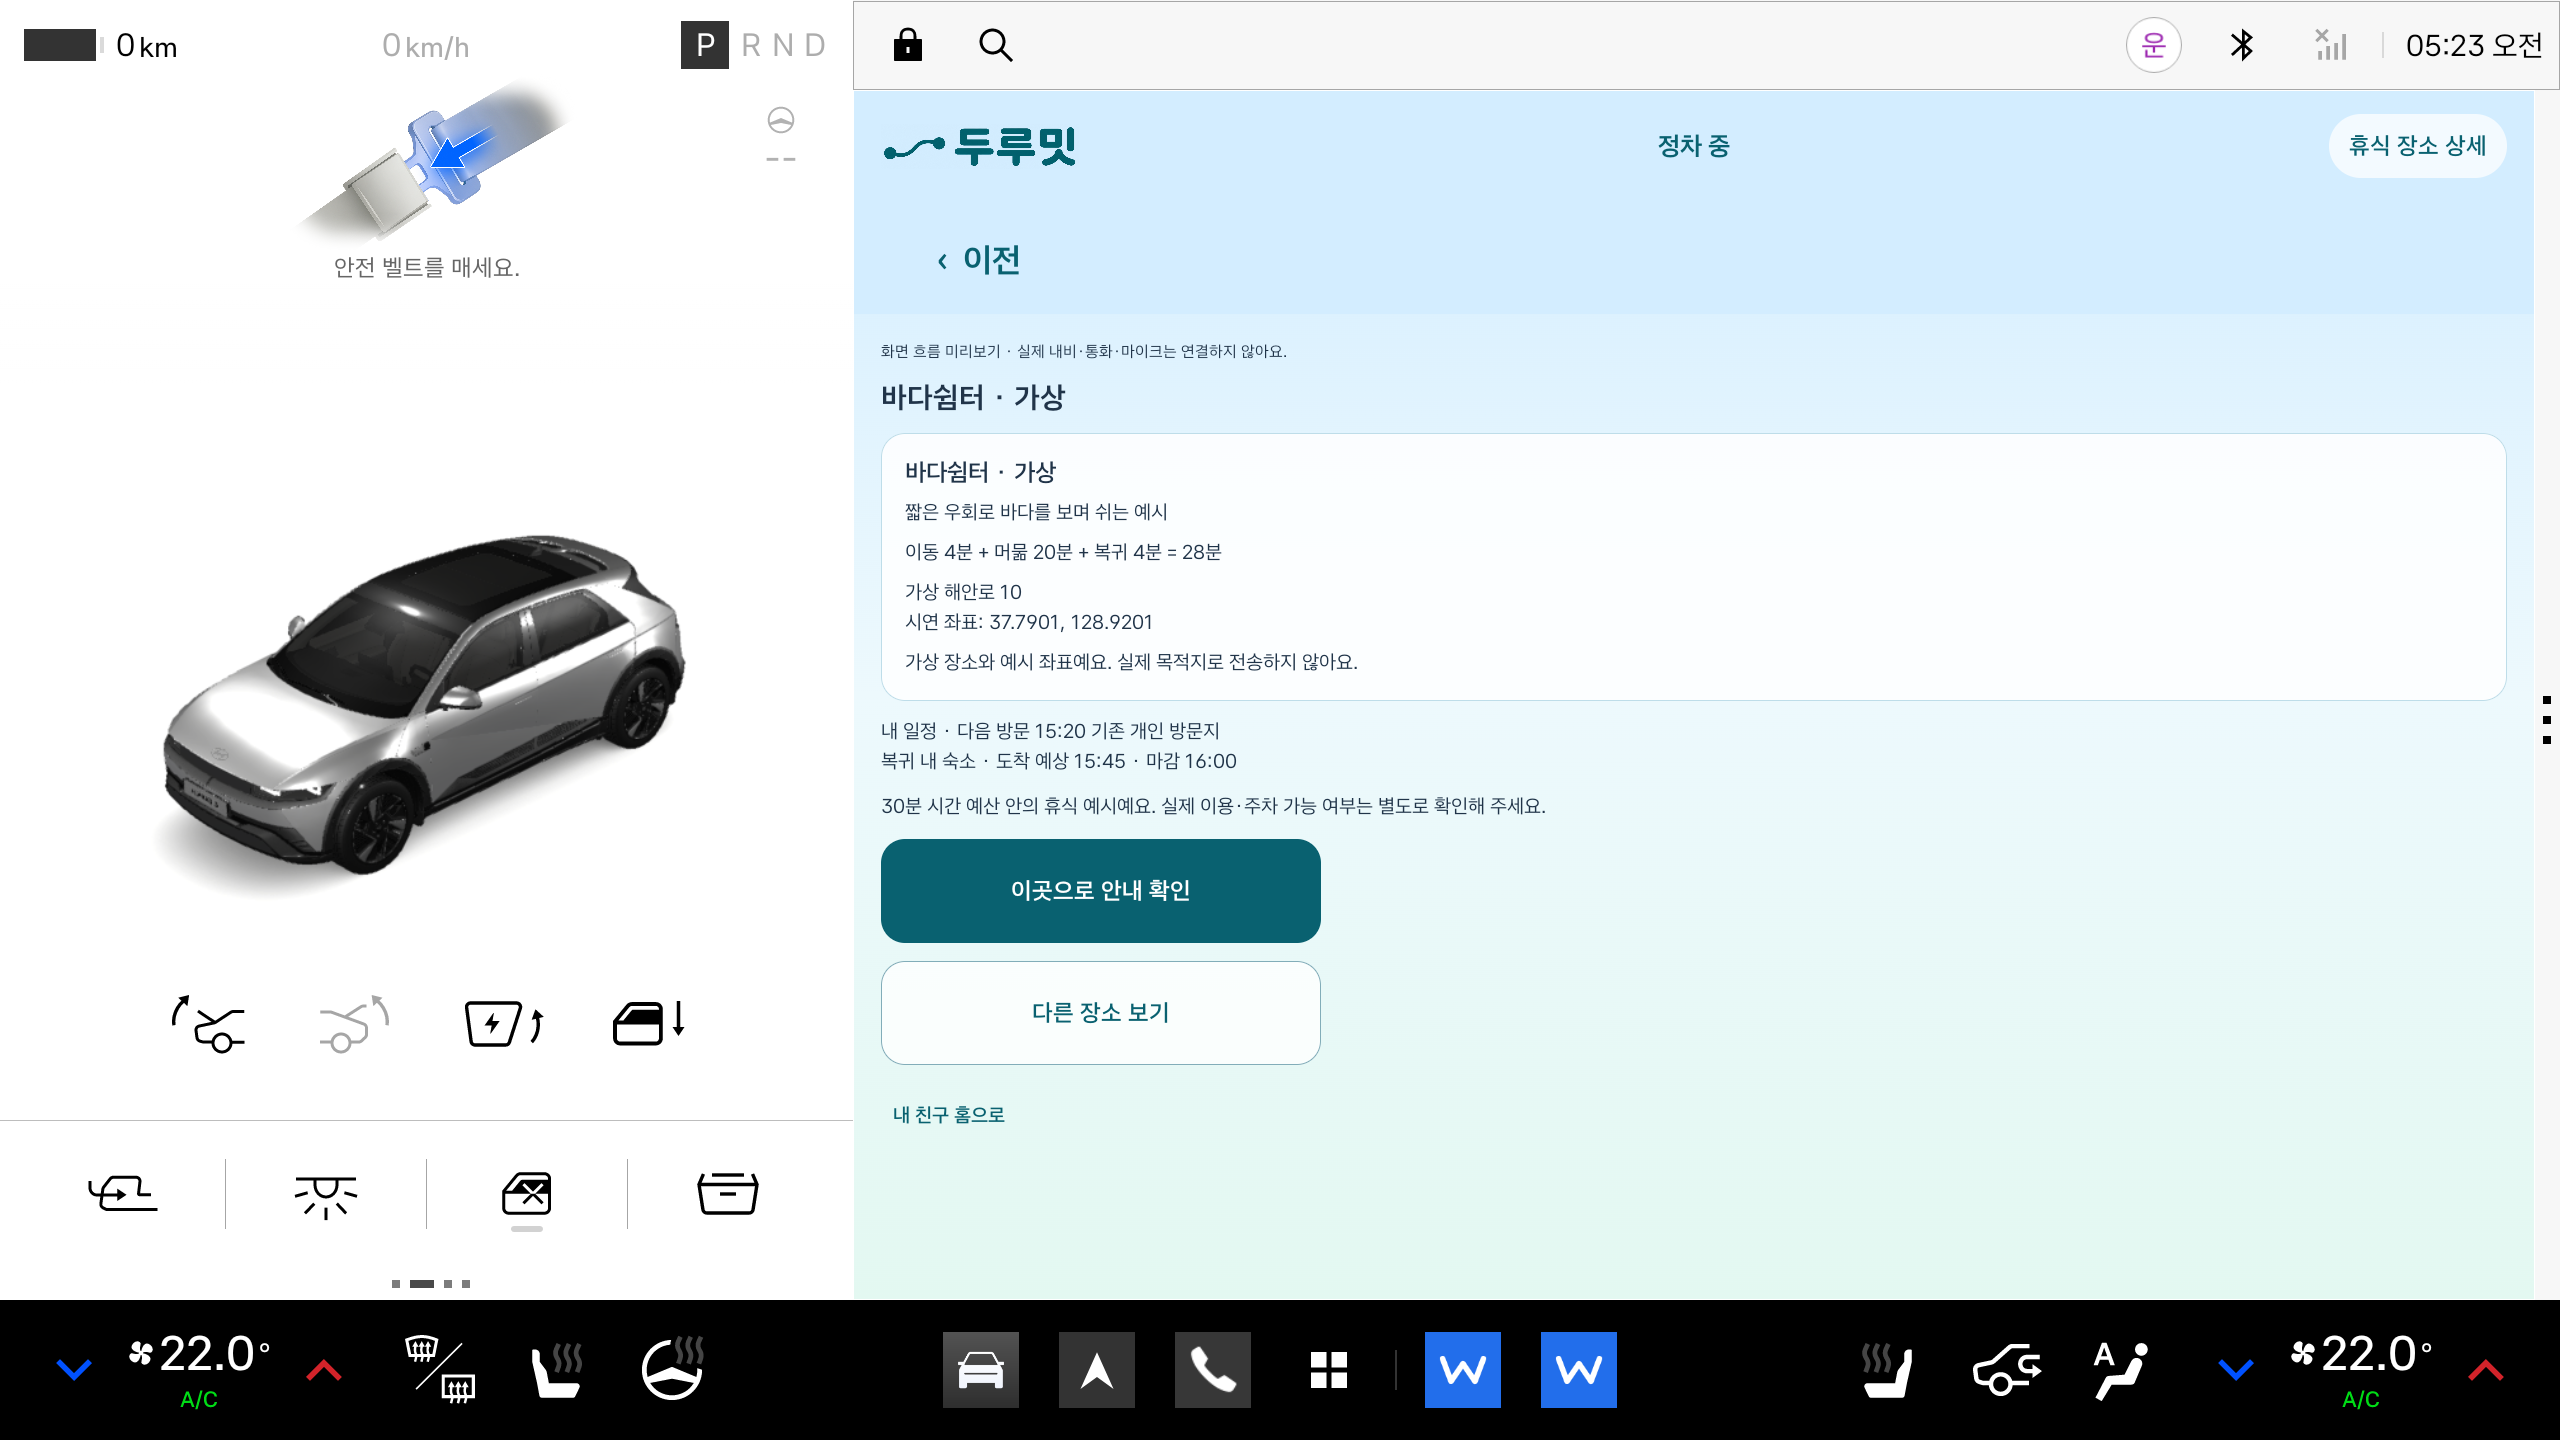 0 km
0 km/h
P R N D
운
05:23 오전
안전 벨트를 매세요.
두루밋
정차 중
휴식 장소 상세
‹ 이전
화면 흐름 미리보기 · 실제 내비·통화·마이크는 연결하지 않아요.
바다쉼터 · 가상
바다쉼터 · 가상
짧은 우회로 바다를 보며 쉬는 예시
이동 4분 + 머묾 20분 + 복귀 4분 = 28분
가상 해안로 10
시연 좌표: 37.7901, 128.9201
가상 장소와 예시 좌표예요. 실제 목적지로 전송하지 않아요.
내 일정 · 다음 방문 15:20 기존 개인 방문지
복귀 내 숙소 · 도착 예상 15:45 · 마감 16:00
30분 시간 예산 안의 휴식 예시예요. 실제 이용·주차 가능 여부는 별도로 확인해 주세요.
이곳으로 안내 확인
다른 장소 보기
내 친구 홈으로
22.0°
A/C
A
22.0°
A/C